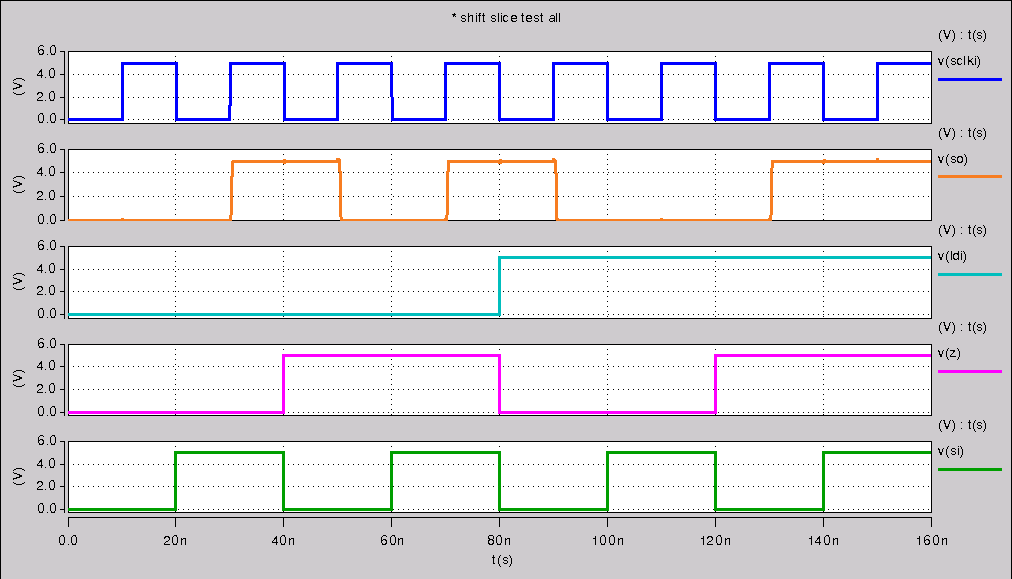 * shift slice test all
(V) : t(s)
6.0
v(sclki)
4.0
(V)
2.0
0.0
(V) : t(s)
6.0
v(so)
4.0
(V)
2.0
0.0
(V) : t(s)
6.0
v(ldi)
4.0
(V)
2.0
0.0
(V) : t(s)
6.0
v(z)
4.0
(V)
2.0
0.0
(V) : t(s)
6.0
v(si)
4.0
(V)
2.0
0.0
0.0 20n 40n 60n 80n 100n 120n 140n 160n
t(s)